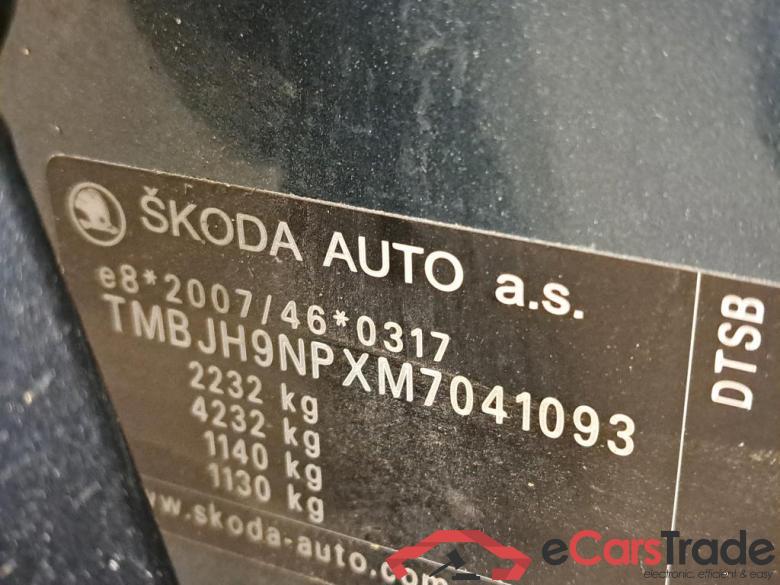 ŠKODA AUTO a.s.
e8*2007/46*0317
TMBJH9NPXM7041093
2232 kg
4232 kg
1140 kg
1130 kg
www.skoda-auto.com
DTSB
eCarsTrade
electronic, efficient & easy